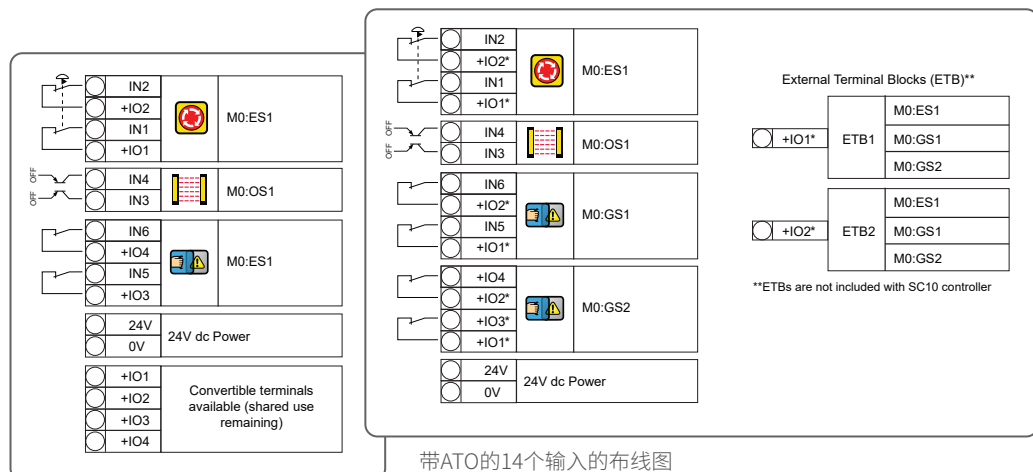 IN2
+IO2
IN1
+IO1
M0:ES1
OFF
OFF
IN4
IN3
M0:OS1
IN6
+IO4
IN5
+IO3
M0:ES1
24V
0V
24V dc Power
+IO1
+IO2
+IO3
+IO4
Convertible terminals
available (shared use
remaining)
IN2
+IO2*
IN1
+IO1*
M0:ES1
OFF
OFF
IN4
IN3
M0:OS1
IN6
+IO2*
IN5
+IO1*
M0:GS1
+IO4
+IO2*
+IO3*
+IO1*
M0:GS2
24V
0V
24V dc Power
External Terminal Blocks (ETB)**
+IO1*
ETB1
M0:ES1
M0:GS1
M0:GS2
+IO2*
ETB2
M0:ES1
M0:GS1
M0:GS2
**ETBs are not included with SC10 controller
带ATO的14个输入的布线图